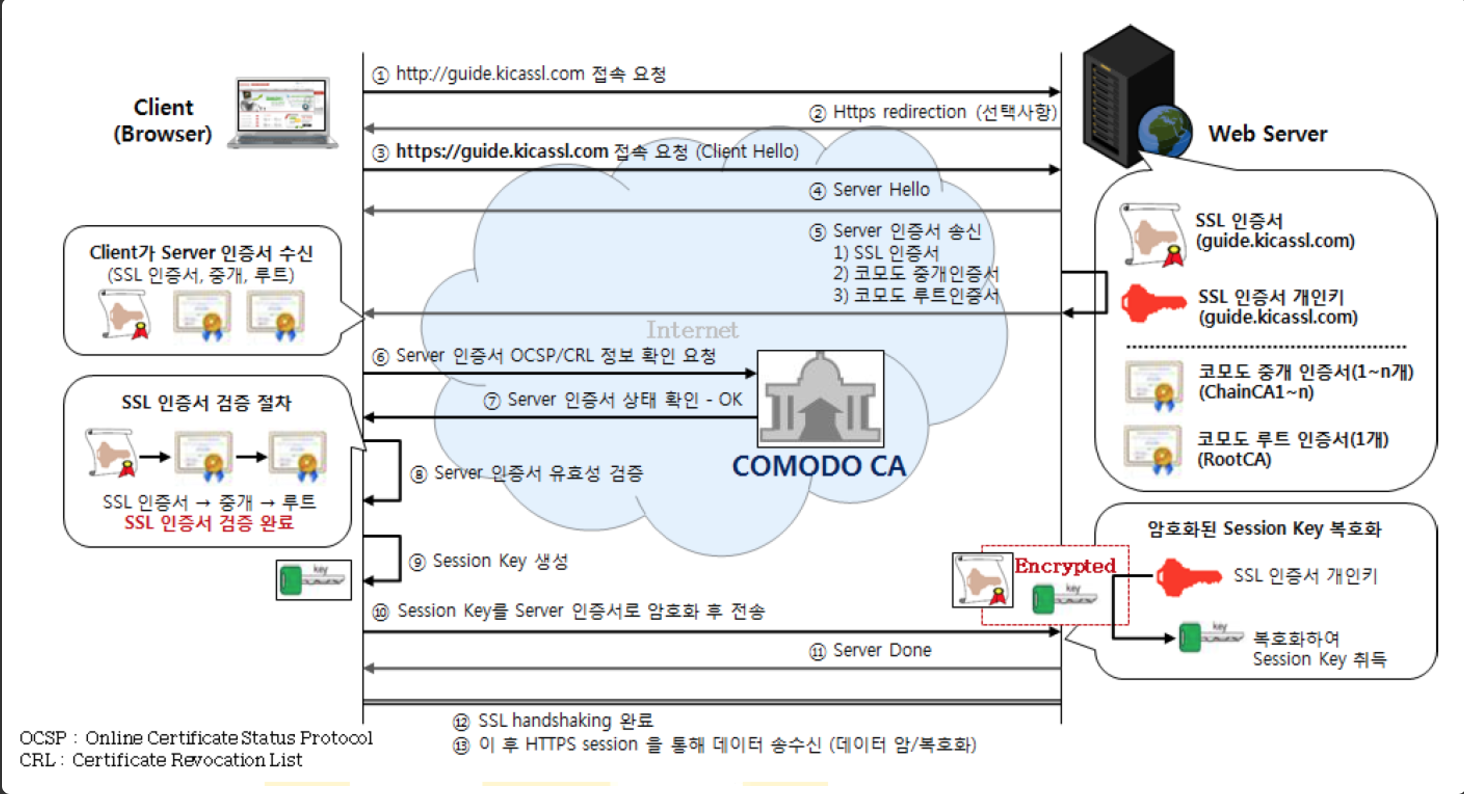 ① http://guide.kicassl.com 접속 요청
Client
(Browser)
② Https redirection (선택사항)
Web Server
③ https://guide.kicassl.com 접속 요청 (Client Hello)
④ Server Hello
⑤ Server 인증서 송신
1) SSL 인증서
2) 코모도 중개인증서
3) 코모도 루트인증서
SSL 인증서
(guide.kicassl.com)
SSL 인증서 개인키
(guide.kicassl.com)
코모도 중개 인증서(1~n개)
(ChainCA1~n)
코모도 루트 인증서(1개)
(RootCA)
Client가 Server 인증서 수신
(SSL 인증서, 중개, 루트)
Internet
⑥ Server 인증서 OCSP/CRL 정보 확인 요청
⑦ Server 인증서 상태 확인 - OK
COMODO CA
SSL 인증서 검증 절차
SSL 인증서 → 중개 → 루트
SSL 인증서 검증 완료
⑧ Server 인증서 유효성 검증
⑨ Session Key 생성
key
⑩ Session Key를 Server 인증서로 암호화 후 전송
Encrypted
key
암호화된 Session Key 복호화
SSL 인증서 개인키
key
복호화하여
Session Key 취득
⑪ Server Done
⑫ SSL handshaking 완료
⑬ 이 후 HTTPS session 을 통해 데이터 송수신 (데이터 암/복호화)
OCSP : Online Certificate Status Protocol
CRL : Certificate Revocation List